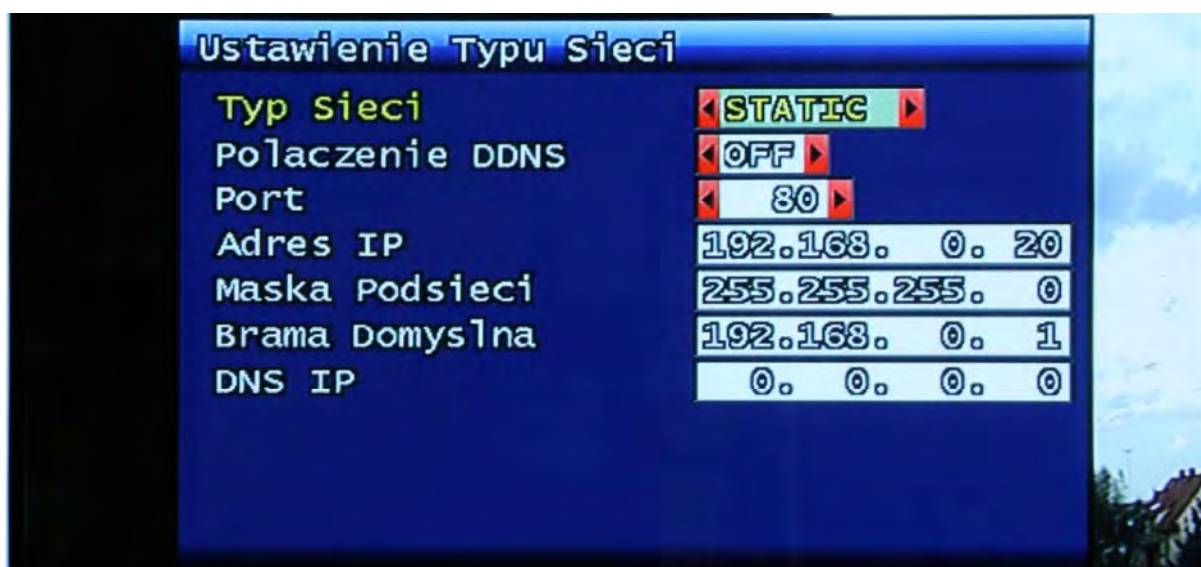 Ustawienie Typu Sieci
Typ Sieci STATIC
Polaczenie DDNS OFF
Port 80
Adres IP 192.168. 0. 20
Maska Podsieci 255.255.255. 0
Brama Domyslna 192.168. 0. 1
DNS IP 0. 0. 0. 0